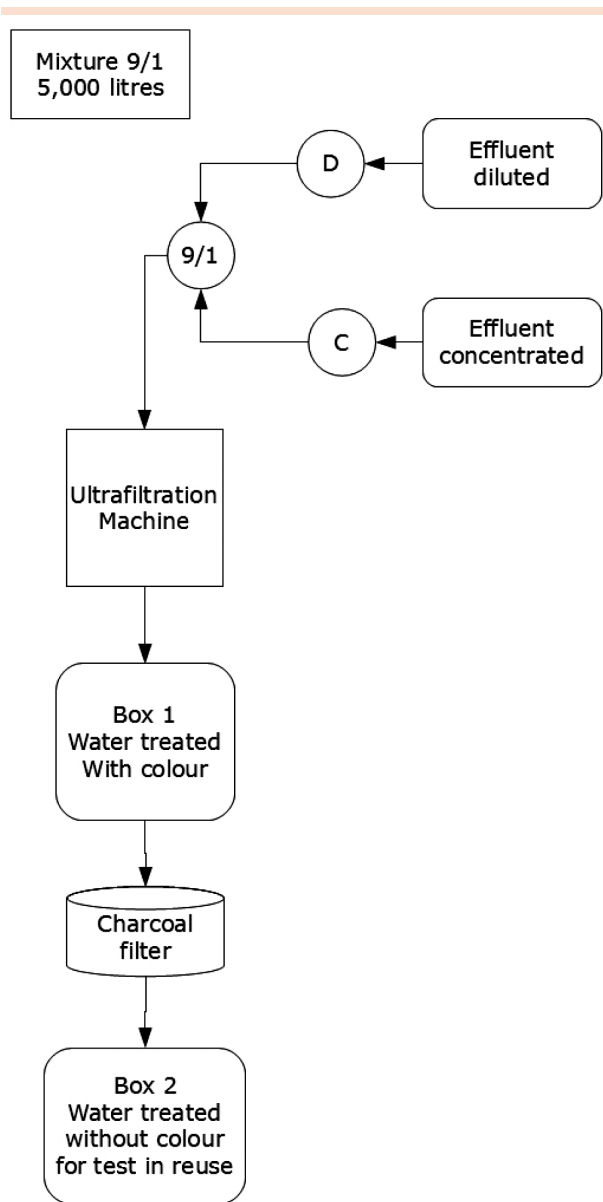 Mixture 9/1
5,000 litres
D
Effluent
diluted
9/1
C
Effluent
concentrated
Ultrafiltration
Machine
Box 1
Water treated
With colour
Charcoal
filter
Box 2
Water treated
without colour
for test in reuse